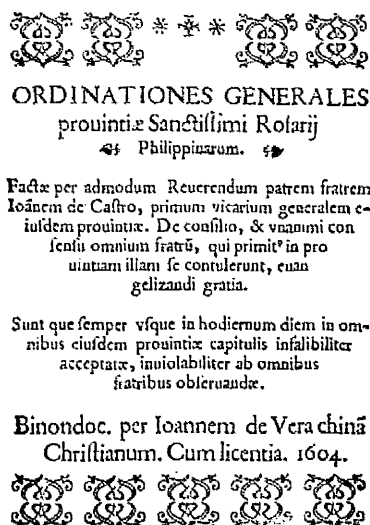 ORDINATIONES GENERALES
prouintiæ Sanctiſſimi Roſarij
Philippinarum.
Factæ per admodum Reuerendum patrem fratrem
Ioãnem de Caſtro, primum vicarium generalem e-
iuſdem prouintiæ. De conſilio, & vnanimi con
ſenſu omnium fratrũ, qui primitꝰ in pro
uintiam illam ſe contulerunt, euan
gelizandi gratia.
Sunt que ſemper vſque in hodiernum diem in om-
nibus eiuſdem prouintiæ capitulis infalibiliter
acceptatæ, inuiolabiliter ab omnibus
fratribus obſeruandæ.
Binondoc. per Ioannem de Vera chinã
Chriſtianum. Cum licentia. 1604.